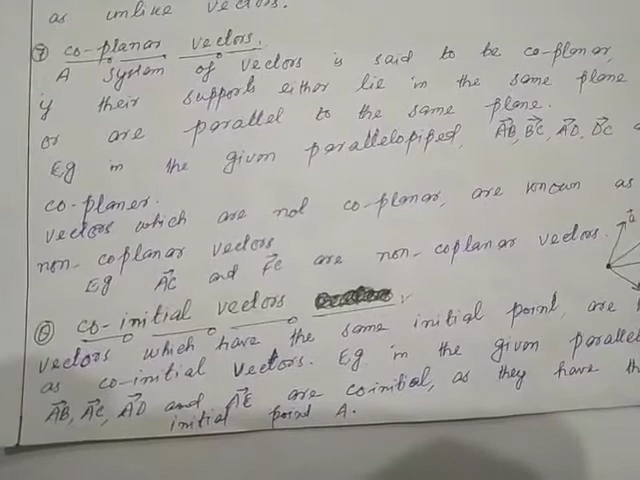 as unlike vectors.
⑦ co-planar vectors.
A system of vectors is said to be co-planar,
if their supports either lie in the same plane
or are parallel to the same plane.
Eg in the given parallelopiped, AB, BC, AD, DC
co-planer.
vectors which are not co-planar, are known as
non-coplanar vectors
Eg AC and FC are non-coplanar vectors.
a
⑥ co-initial vectors
vectors which have the same initial point, are
as co-initial vectors. Eg in the given parallel
AB, AC, AD and AE are coinitial, as they have th
initial point A.